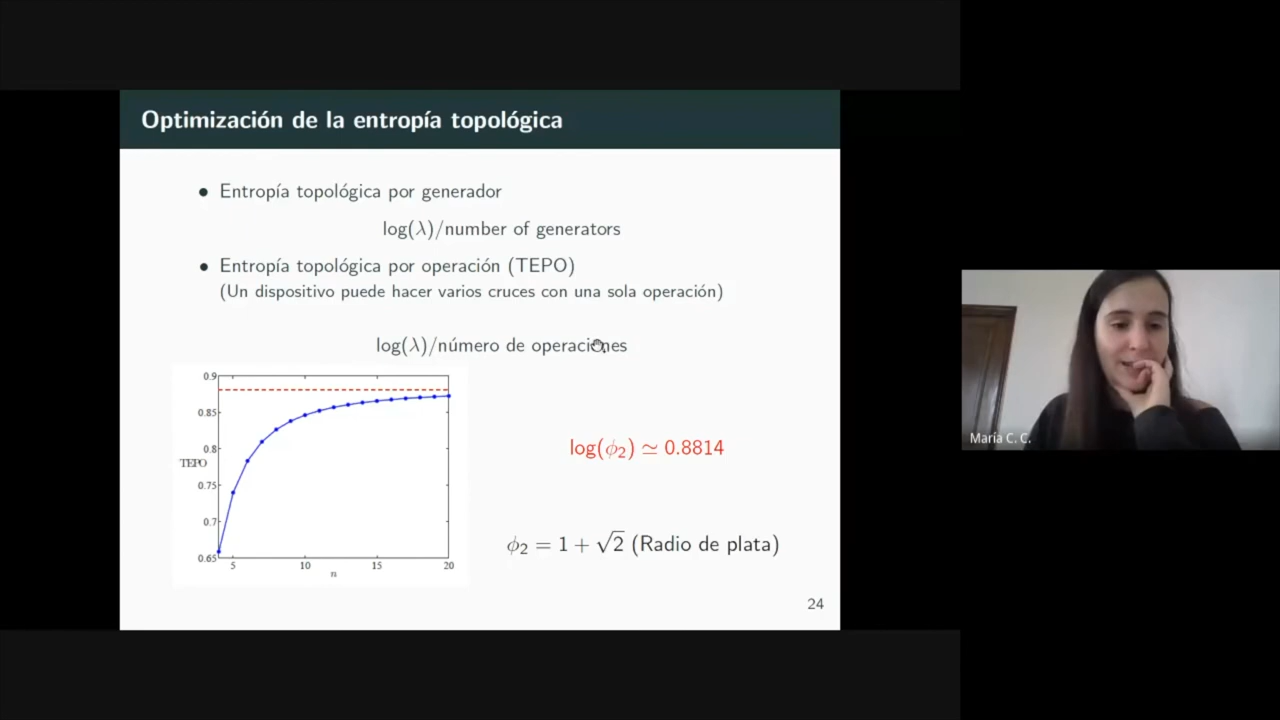 Optimización de la entropía topológica
• Entropía topológica por generador
log(λ)/number of generators
• Entropía topológica por operación (TEPO)
(Un dispositivo puede hacer varios cruces con una sola operación)
log(λ)/número de operaciones
0.9
0.85
0.8
TEPO
0.75
0.7
0.65
5 10 15 20
n
log(ϕ₂) ≃ 0.8814
ϕ₂ = 1 + √2 (Radio de plata)
24
María C. C.